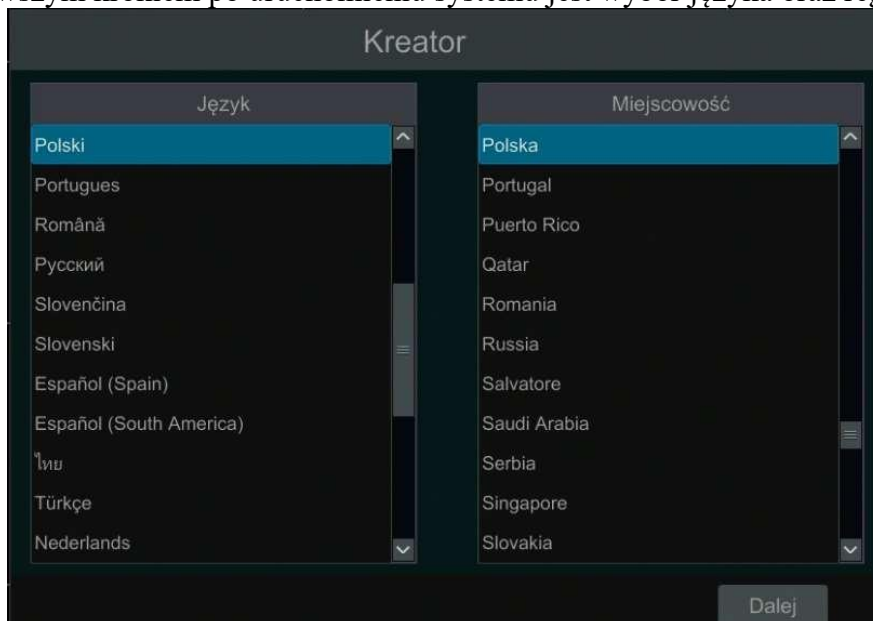 Kreator
Język
Polski
Portugues
Română
Русский
Slovenčina
Slovenski
Español (Spain)
Español (South America)
ไทย
Türkçe
Nederlands
Miejscowość
Polska
Portugal
Puerto Rico
Qatar
Romania
Russia
Salvatore
Saudi Arabia
Serbia
Singapore
Slovakia
Dalej